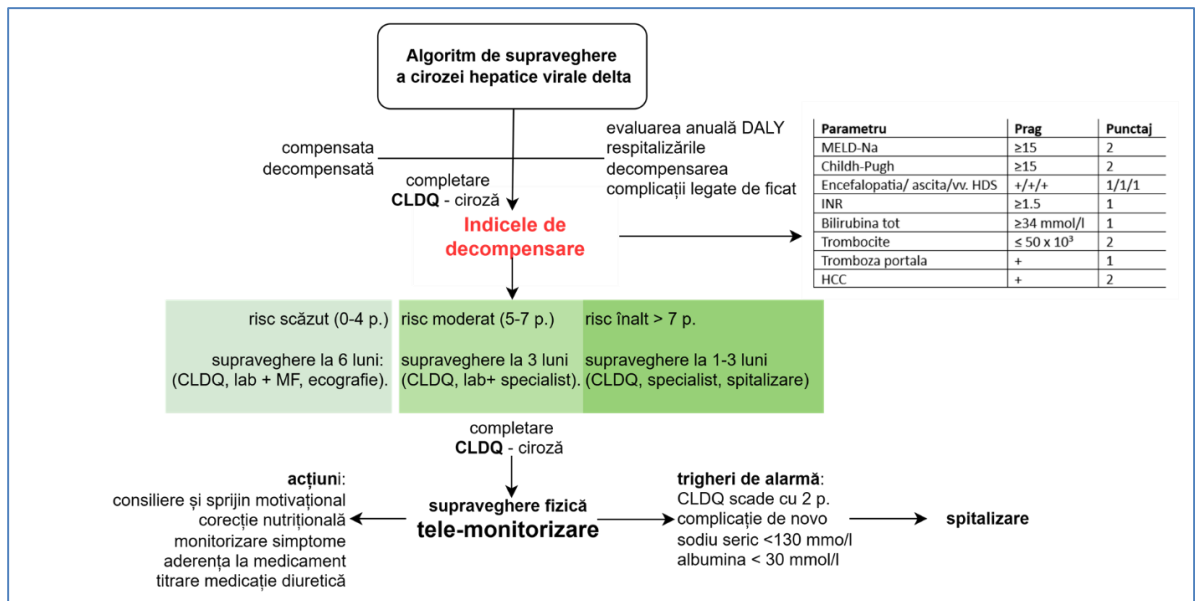 Algoritm de supraveghere
a cirozei hepatice virale delta
compensata
decompensată
evaluarea anuală DALY
respitalizările
decompensarea
complicații legate de ficat
completare
CLDQ - ciroză
Indicele de
decompensare
Parametru Prag Punctaj
MELD-Na ≥15 2
Childh-Pugh ≥15 2
Encefalopatia/ ascita/vv. HDS +/+/+ 1/1/1
INR ≥1.5 1
Bilirubina tot ≥34 mmol/l 1
Trombocite ≤ 50 x 10³ 2
Tromboza portala + 1
HCC + 2
risc scăzut (0-4 p.)
supraveghere la 6 luni:
(CLDQ, lab + MF, ecografie).
risc moderat (5-7 p.)
supraveghere la 3 luni
(CLDQ, lab+ specialist).
risc înalt > 7 p.
supraveghere la 1-3 luni
(CLDQ, specialist, spitalizare)
completare
CLDQ - ciroză
acțiuni:
consiliere și sprijin motivațional
corecție nutrițională
monitorizare simptome
aderența la medicament
titrare medicație diuretică
supraveghere fizică
tele-monitorizare
trigheri de alarmă:
CLDQ scade cu 2 p.
complicație de novo
sodiu seric <130 mmo/l
albumina < 30 mmol/l
spitalizare